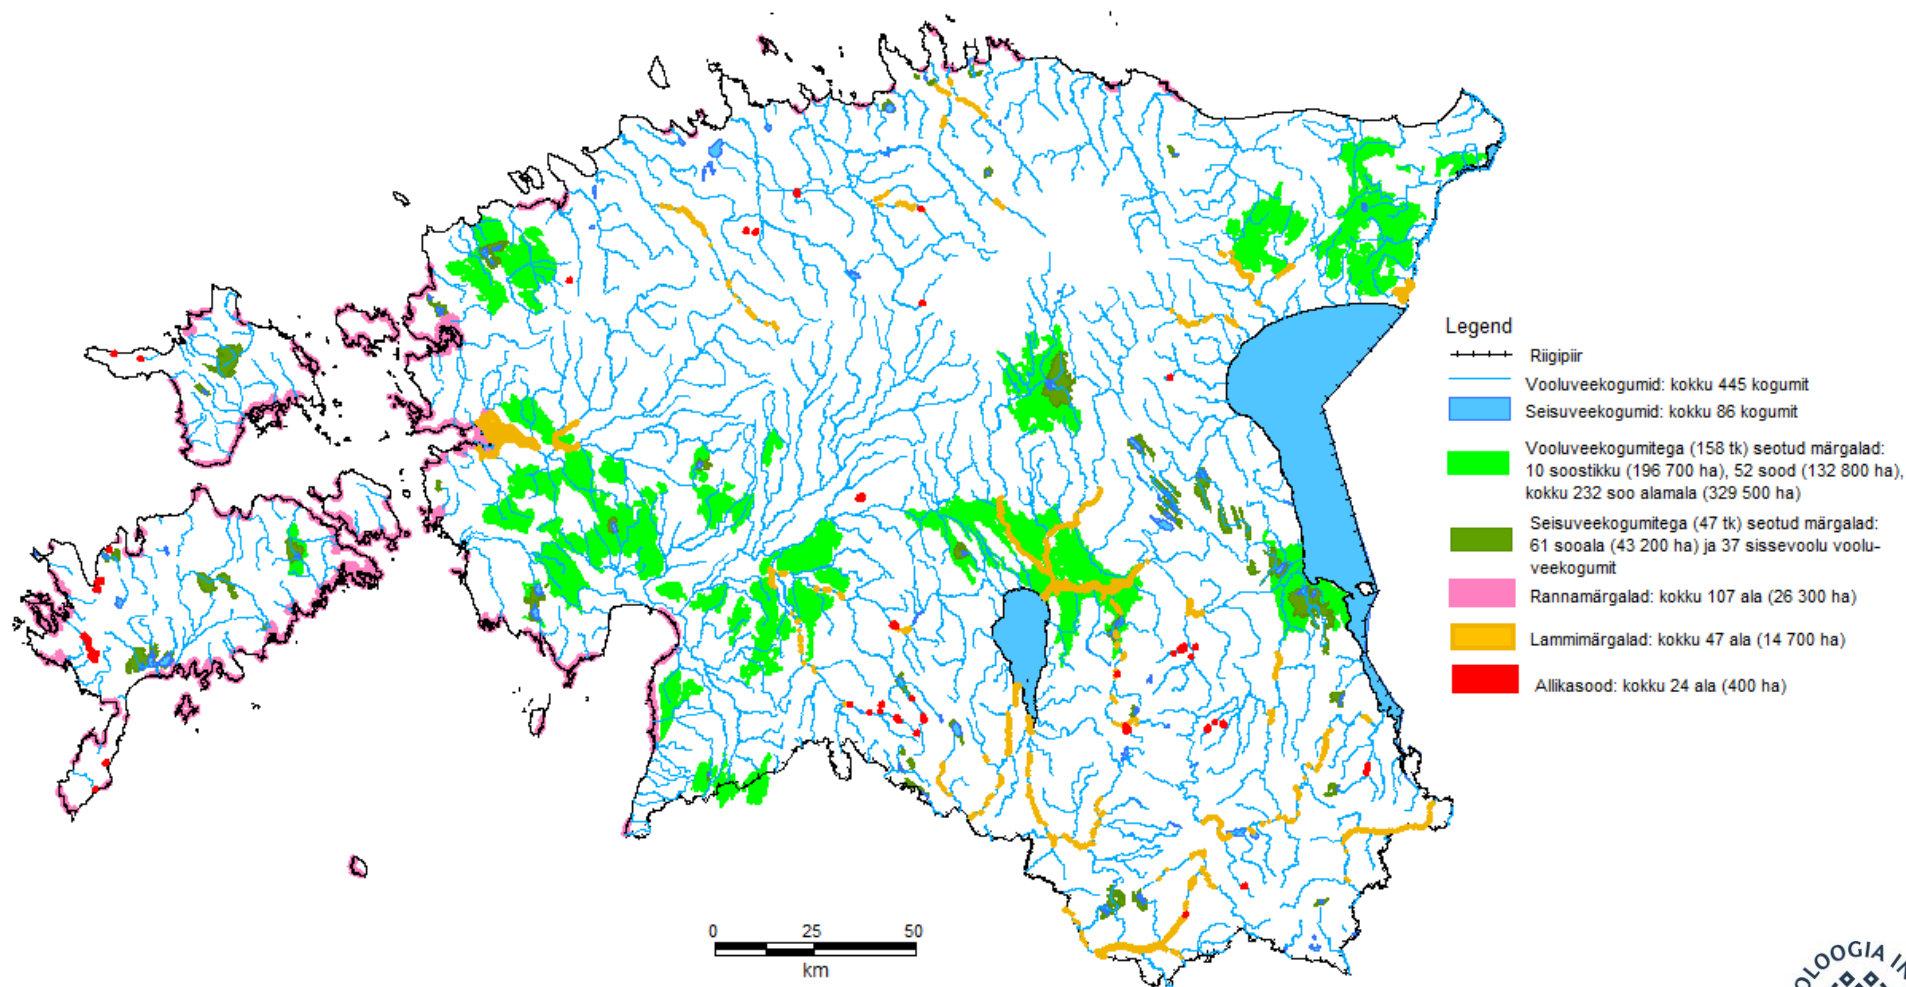 Legend
Riigipiir
Vooluveekogumid: kokku 445 kogumit
Seisuveekogumid: kokku 86 kogumit
Vooluveekogumitega (158 tk) seotud märgalad:
10 soostikku (196 700 ha), 52 sood (132 800 ha),
kokku 232 soo alamala (329 500 ha)
Seisuveekogumitega (47 tk) seotud märgalad:
61 sooala (43 200 ha) ja 37 sissevoolu voolu-
veekogumit
Rannamärgalad: kokku 107 ala (26 300 ha)
Lammimärgalad: kokku 47 ala (14 700 ha)
Allikasood: kokku 24 ala (400 ha)
0 25 50
km